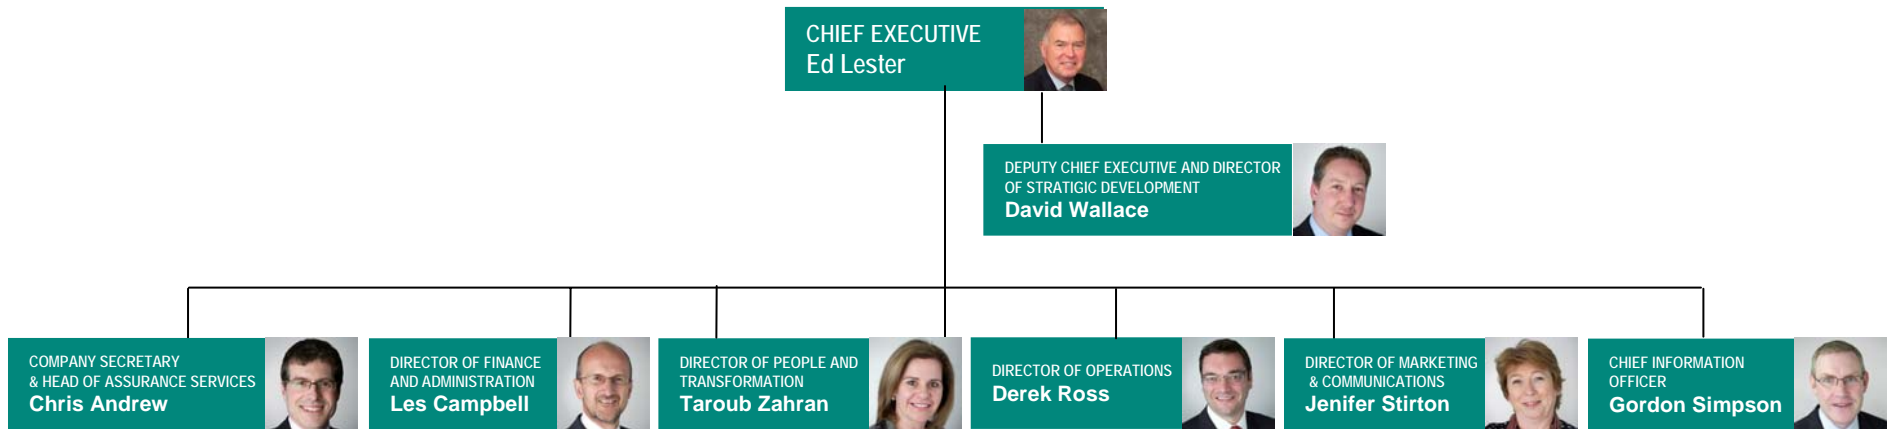 CHIEF EXECUTIVE
Ed Lester
DEPUTY CHIEF EXECUTIVE AND DIRECTOR
OF STRATIGIC DEVELOPMENT
David Wallace
COMPANY SECRETARY
& HEAD OF ASSURANCE SERVICES
Chris Andrew
DIRECTOR OF FINANCE
AND ADMINISTRATION
Les Campbell
DIRECTOR OF PEOPLE AND
TRANSFORMATION
Taroub Zahran
DIRECTOR OF OPERATIONS
Derek Ross
DIRECTOR OF MARKETING
& COMMUNICATIONS
Jenifer Stirton
CHIEF INFORMATION
OFFICER
Gordon Simpson